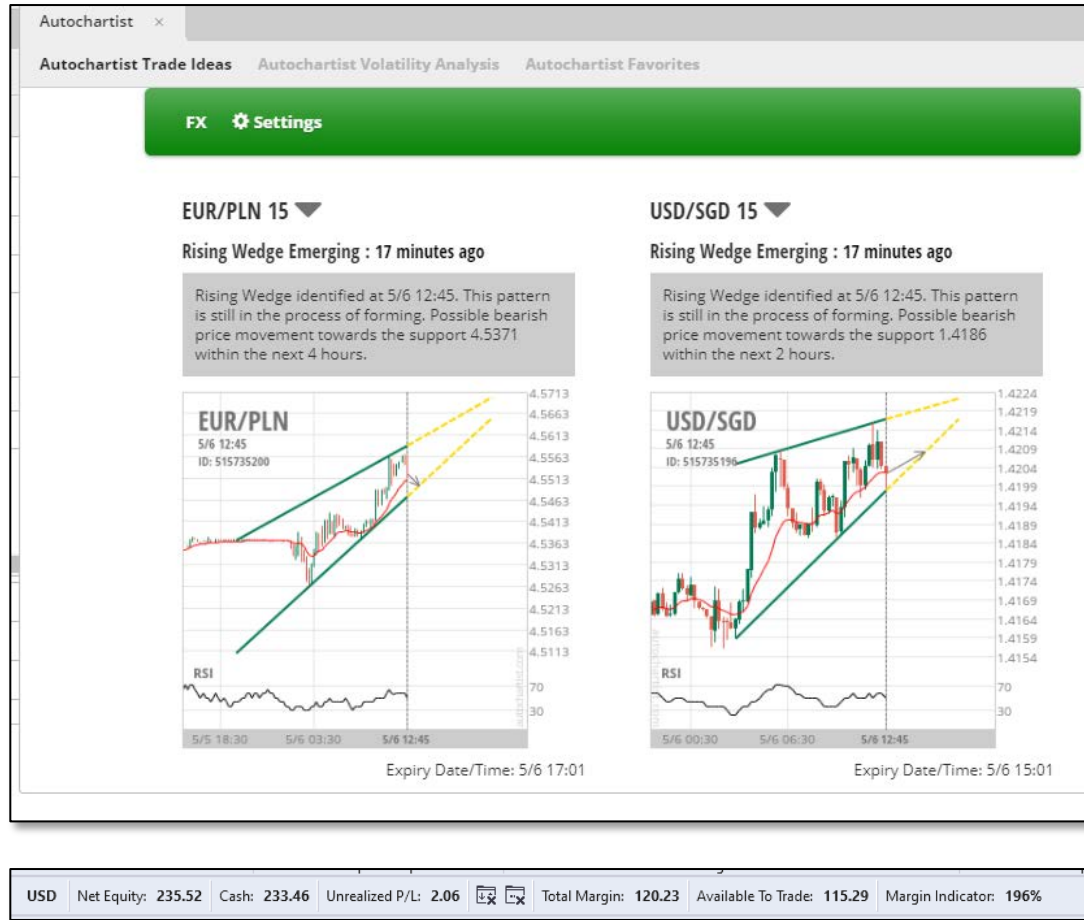 Autochartist ×
Autochartist Trade Ideas Autochartist Volatility Analysis Autochartist Favorites
FX Settings
EUR/PLN 15
Rising Wedge Emerging : 17 minutes ago
Rising Wedge identified at 5/6 12:45. This pattern
is still in the process of forming. Possible bearish
price movement towards the support 4.5371
within the next 4 hours.
EUR/PLN
5/6 12:45
ID: 515735200
4.5713
4.5663
4.5613
4.5563
4.5513
4.5463
4.5413
4.5363
4.5313
4.5263
4.5213
4.5163
4.5113
autochartist.com
RSI
70
30
5/5 18:30 5/6 03:30 5/6 12:45
Expiry Date/Time: 5/6 17:01
USD/SGD 15
Rising Wedge Emerging : 17 minutes ago
Rising Wedge identified at 5/6 12:45. This pattern
is still in the process of forming. Possible bearish
price movement towards the support 1.4186
within the next 2 hours.
USD/SGD
5/6 12:45
ID: 515735196
1.4224
1.4219
1.4214
1.4209
1.4204
1.4199
1.4194
1.4189
1.4184
1.4179
1.4174
1.4169
1.4164
1.4159
1.4154
RSI
70
30
5/6 00:30 5/6 06:30 5/6 12:45
Expiry Date/Time: 5/6 15:01
USD Net Equity: 235.52 Cash: 233.46 Unrealized P/L: 2.06 Total Margin: 120.23 Available To Trade: 115.29 Margin Indicator: 196%